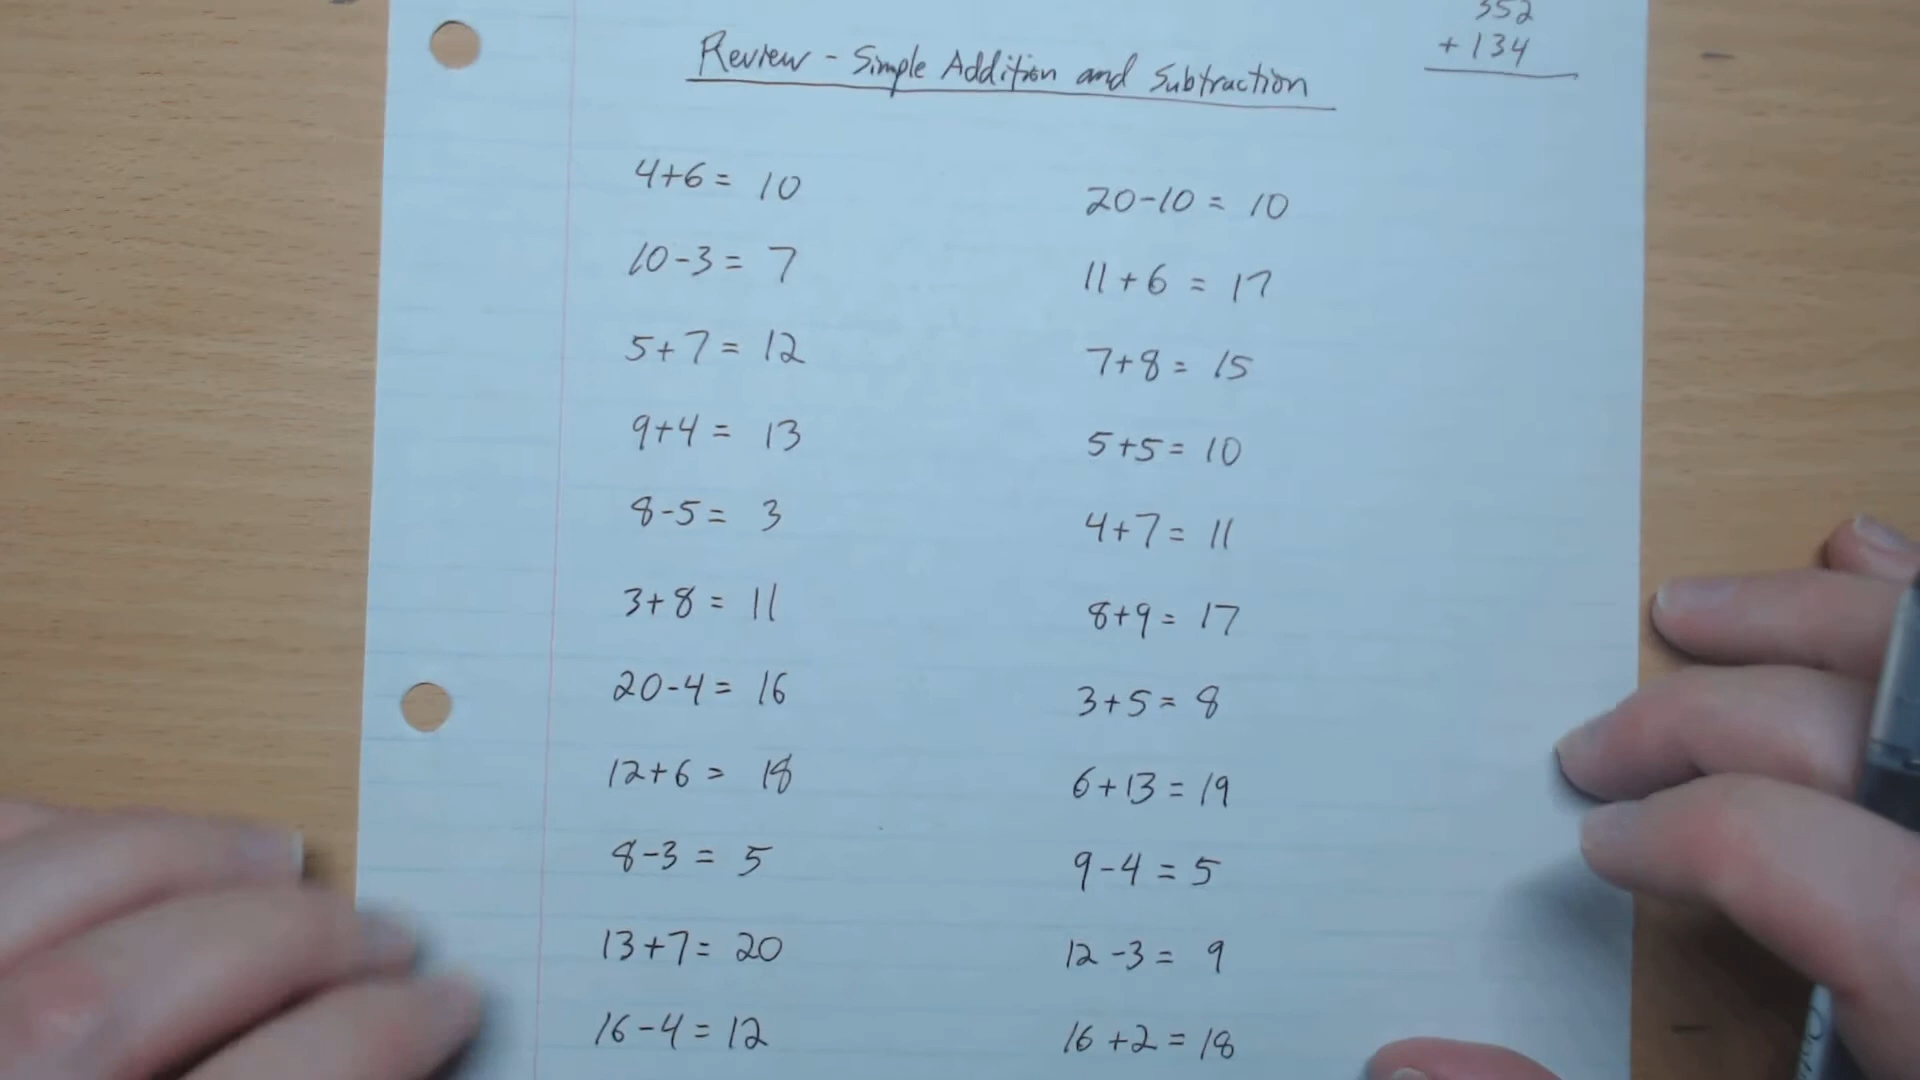 352
+ 134
Review - Simple Addition and Subtraction
4+6 = 10
10-3 = 7
5+7 = 12
9+4 = 13
8-5 = 3
3+8 = 11
20-4 = 16
12+6 = 18
8-3 = 5
13+7 = 20
16-4 = 12
20-10 = 10
11+6 = 17
7+8 = 15
5+5 = 10
4+7 = 11
8+9 = 17
3+5 = 8
6+13 = 19
9-4 = 5
12-3 = 9
16+2 = 18